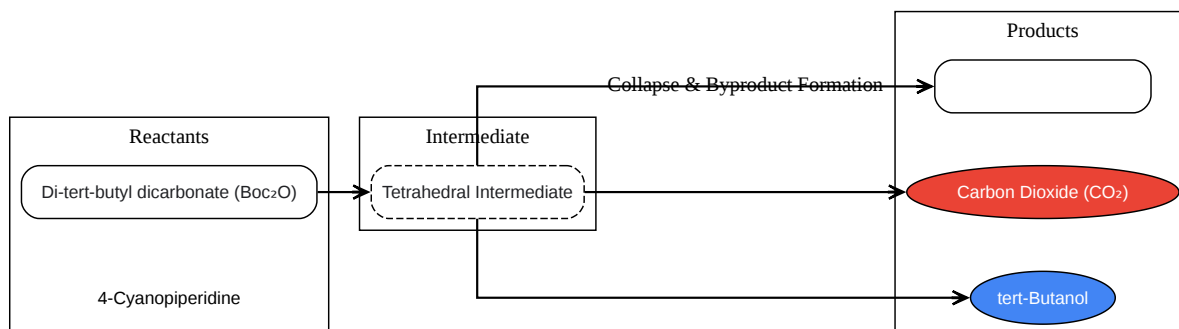 Products
Collapse & Byproduct Formation
Reactants
Intermediate
Di-tert-butyl dicarbonate (Boc₂O)
Tetrahedral Intermediate
Carbon Dioxide (CO₂)
4-Cyanopiperidine
tert-Butanol